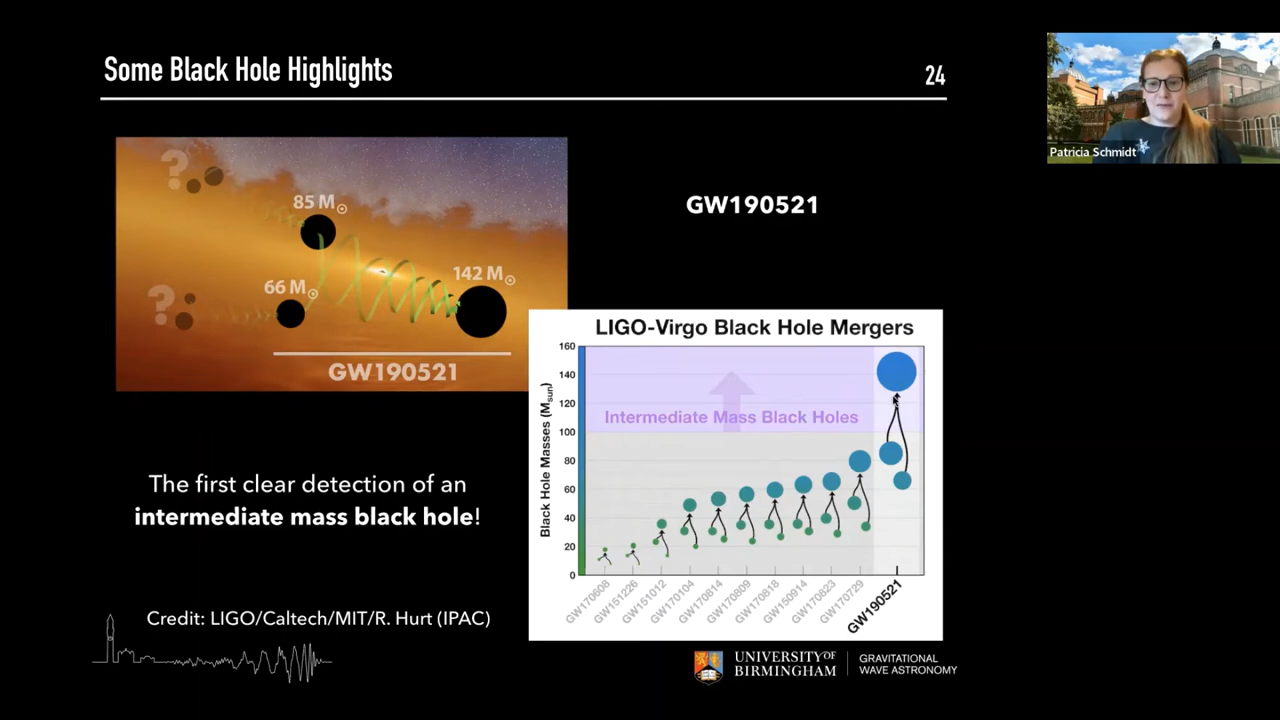 Some Black Hole Highlights
24
Patricia Schmidt
?
85 M⊙
GW190521
142 M⊙
66 M⊙
?
GW190521
LIGO-Virgo Black Hole Mergers
Black Hole Masses (Msun)
160
140
120
100
80
60
40
20
0
Intermediate Mass Black Holes
GW170608
GW151226
GW151012
GW170104
GW170814
GW170809
GW170818
GW150914
GW170823
GW170729
GW190521
The first clear detection of an
intermediate mass black hole!
Credit: LIGO/Caltech/MIT/R. Hurt (IPAC)
UNIVERSITY OF
BIRMINGHAM
GRAVITATIONAL
WAVE ASTRONOMY